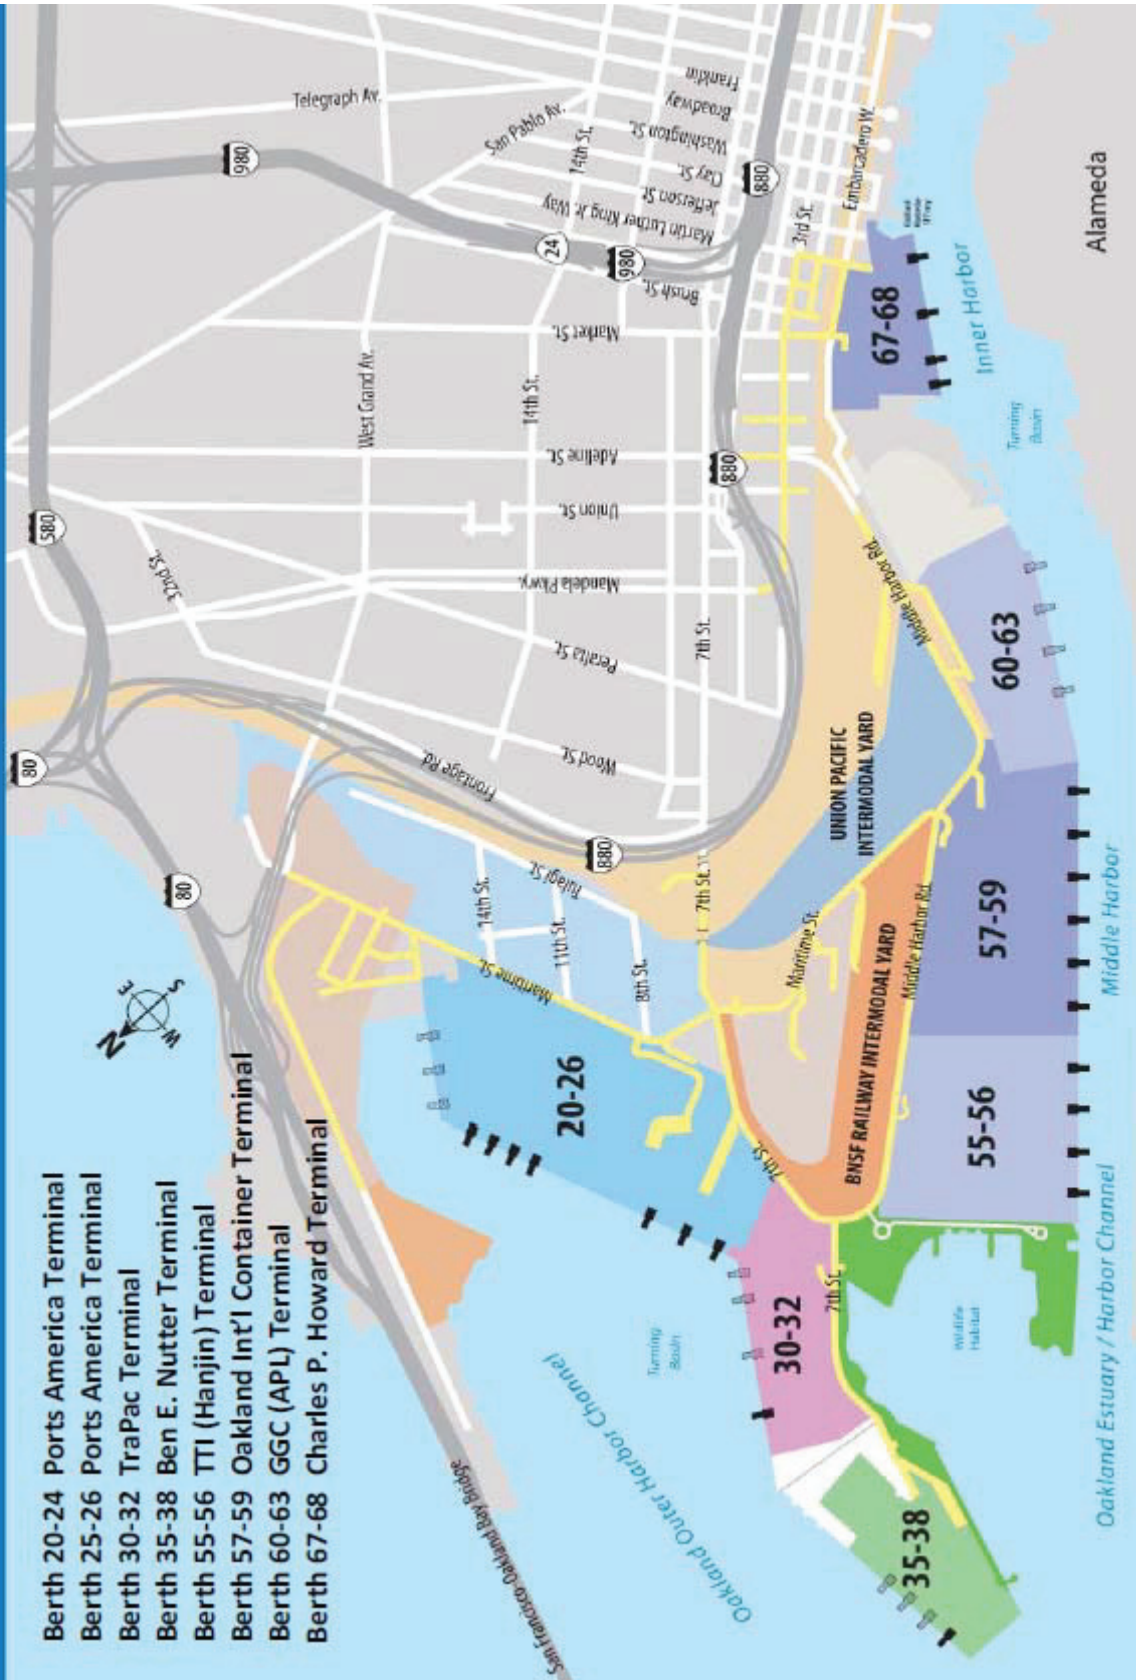 Berth 20-24 Ports America Terminal
Berth 25-26 Ports America Terminal
Berth 30-32 TraPac Terminal
Berth 35-38 Ben E. Nutter Terminal
Berth 55-56 TTI (Hanjin) Terminal
Berth 57-59 Oakland Int'l Container Terminal
Berth 60-63 GGC (APL) Terminal
Berth 67-68 Charles P. Howard Terminal
N
E
S
W
San Francisco-Oakland Bay Bridge
80
80
580
980
24
980
880
880
880
Telegraph Av.
San Pablo Av.
14th St.
Franklin
Broadway
Washington St.
Clay St.
Jefferson St
Martin Luther King Jr. Way
Brush St.
Market St.
West Grand Av.
14th St.
Adeline St.
Union St.
Mandela Pkwy.
32nd St.
Peralta St.
Wood St.
Frontage Rd.
7th St.
3rd St.
Embarcadero W.
Tulagi St.
14th St.
11th St.
8th St.
Maritime St.
7th St.
Maritime St.
Middle Harbor Rd.
Middle Harbor Rd.
7th St.
7th St.
UNION PACIFIC
INTERMODAL YARD
BNSF RAILWAY INTERMODAL YARD
20-26
30-32
35-38
55-56
57-59
60-63
67-68
Turning
Basin
Oakland Outer Harbor Channel
Wildlife
Habitat
Oakland Estuary / Harbor Channel
Middle Harbor
Turning
Basin
Inner Harbor
Alameda